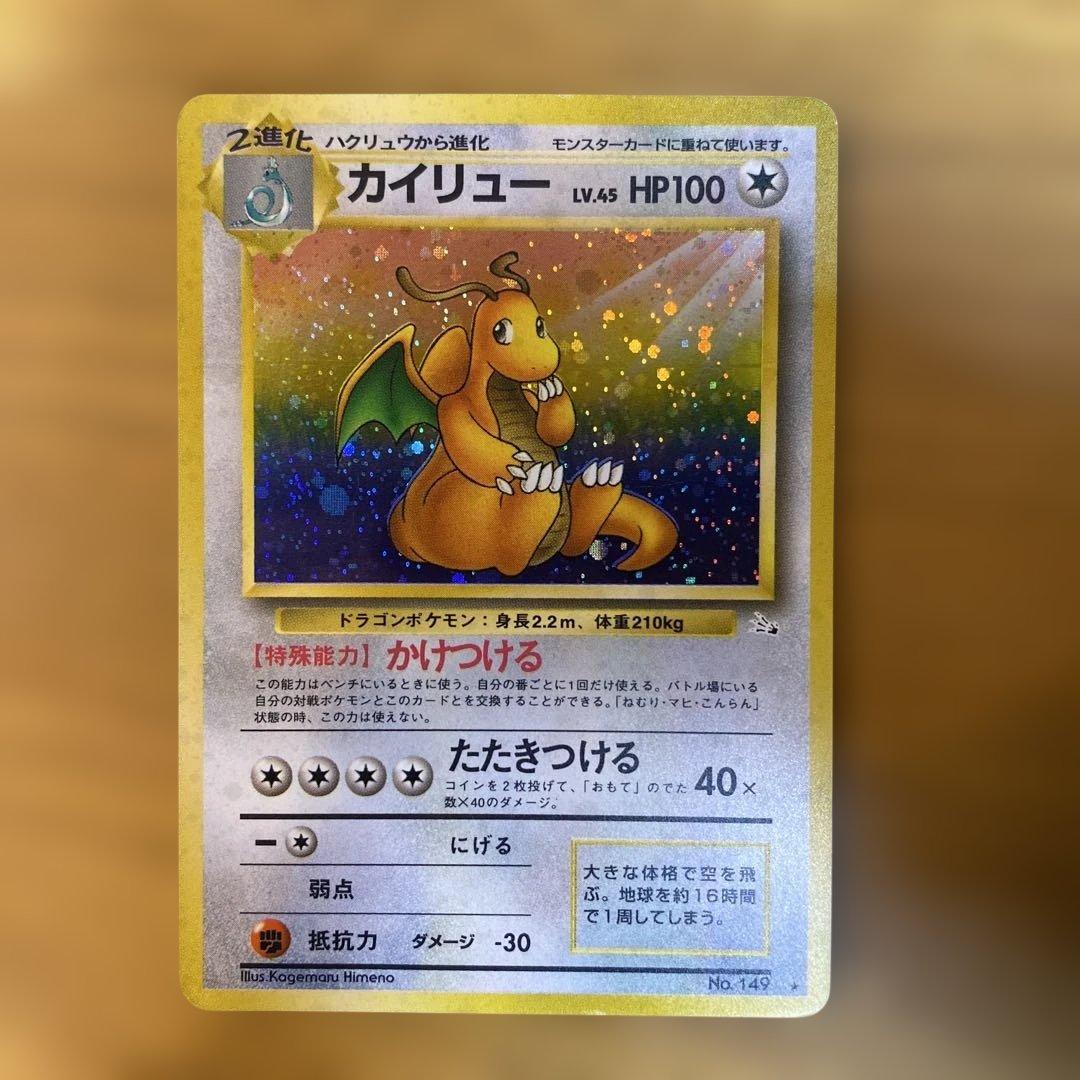 2進化 ハクリュウから進化 モンスターカードに重ねて使います。
カイリュー LV.45 HP100
ドラゴンポケモン：身長2.2m、体重210kg
【特殊能力】 かけつける
この能力はベンチにいるときに使う。自分の番ごとに1回だけ使える。バトル場にいる
自分の対戦ポケモンとこのカードとを交換することができる。「ねむり・マヒ・こんらん」
状態の時、この力は使えない。
たたきつける
コインを2枚投げて、「おもて」のでた
数×40のダメージ。
40×
ー にげる
弱点
抵抗力 ダメージ -30
大きな体格で空を飛
ぶ。地球を約16時間
で1周してしまう。
Illus.Kagemaru Himeno
No. 149